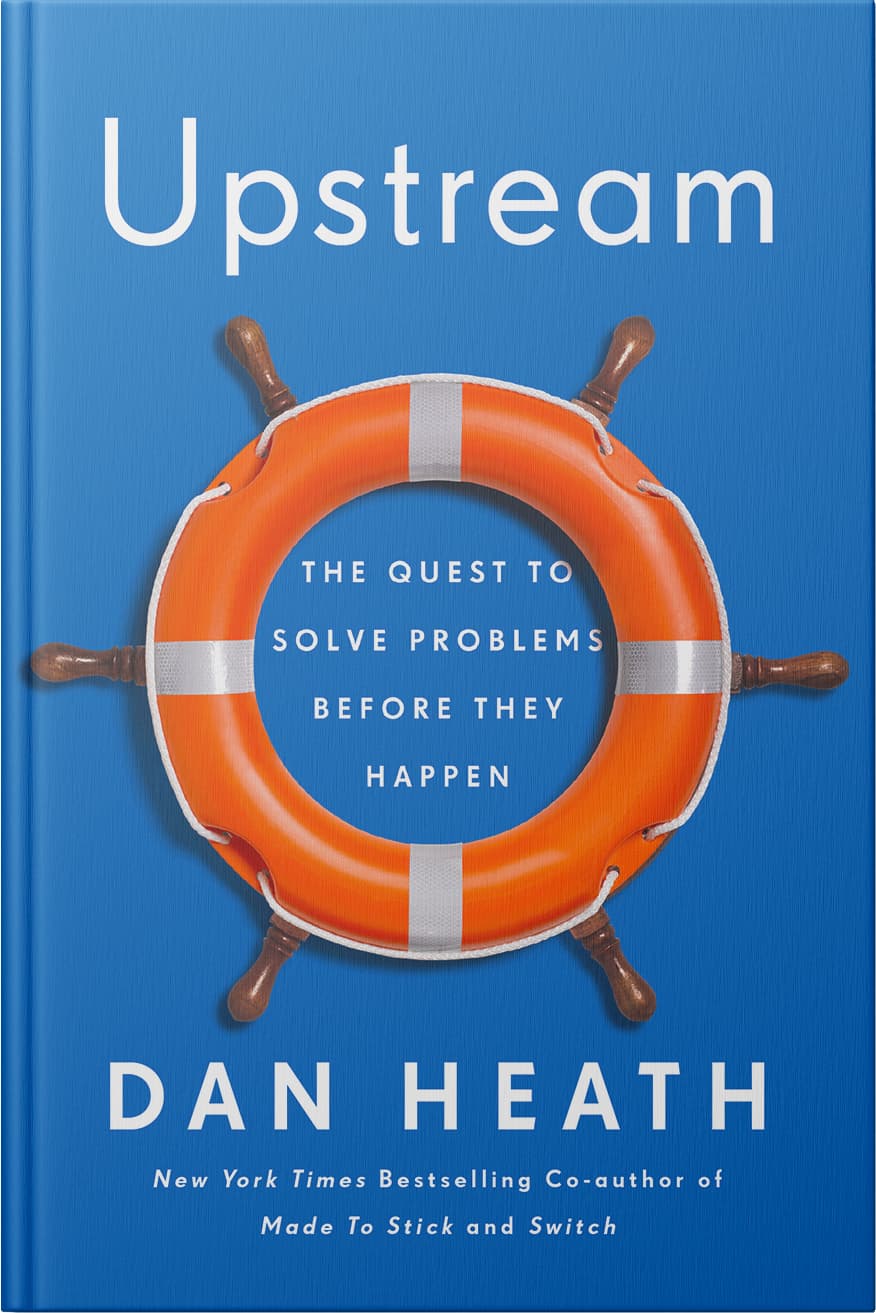 Upstream
THE QUEST TO
SOLVE PROBLEMS
BEFORE THEY
HAPPEN
DAN HEATH
New York Times Bestselling Co-author of
Made To Stick and Switch